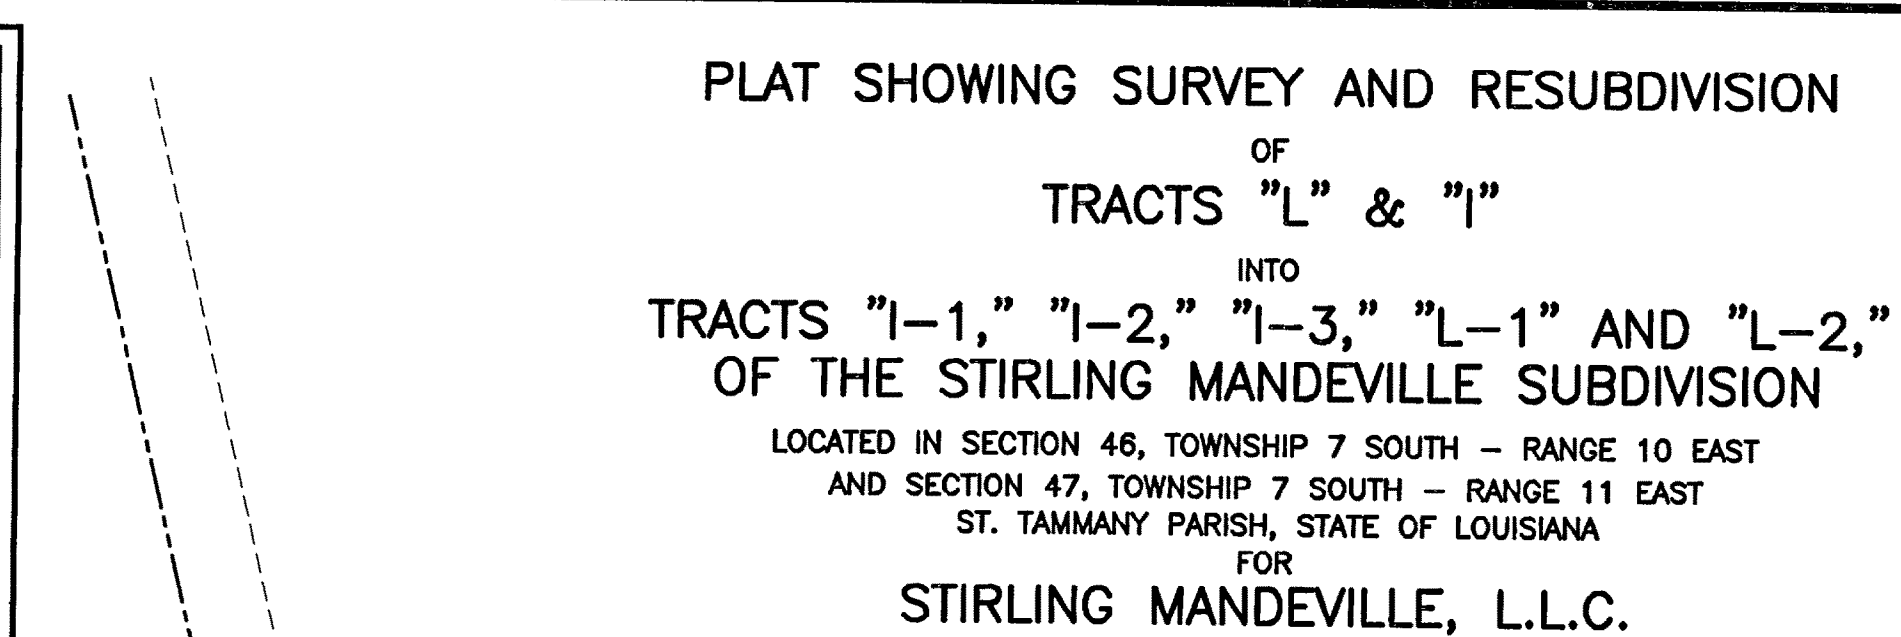 PLAT SHOWING SURVEY AND RESUBDIVISION
OF
TRACTS "L" & "I"
INTO
TRACTS "I-1," "I-2," "I-3," "L-1" AND "L-2,"
OF THE STIRLING MANDEVILLE SUBDIVISION
LOCATED IN SECTION 46, TOWNSHIP 7 SOUTH – RANGE 10 EAST
AND SECTION 47, TOWNSHIP 7 SOUTH – RANGE 11 EAST
ST. TAMMANY PARISH, STATE OF LOUISIANA
FOR
STIRLING MANDEVILLE, L.L.C.